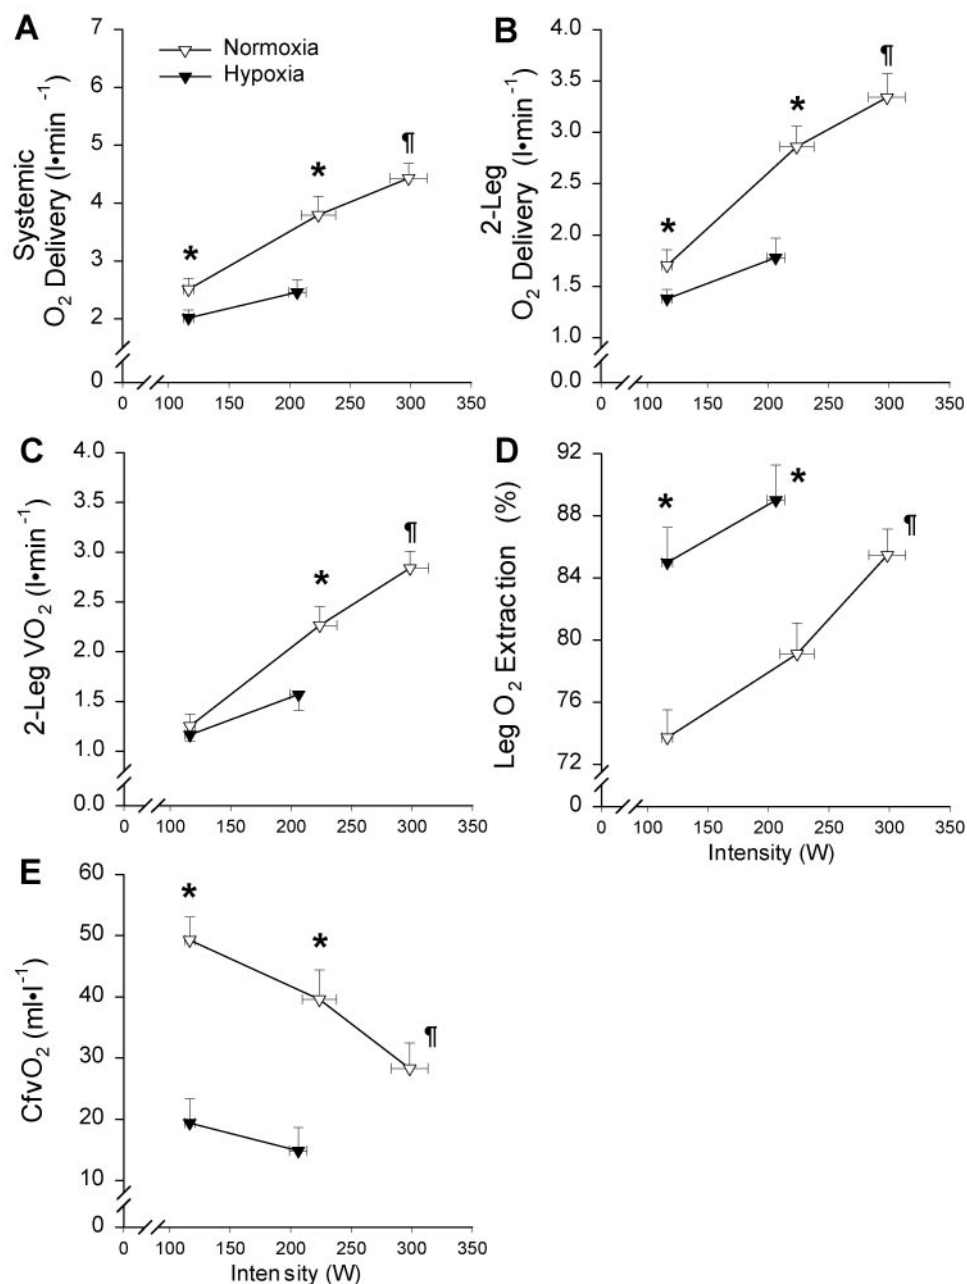 A
Normoxia
Hypoxia
Systemic
O₂ Delivery (l•min⁻¹)
7
6
5
4
3
2
0
* * ¶
0 100 150 200 250 300 350
B
2-Leg
O₂ Delivery (l•min⁻¹)
4.0
3.5
3.0
2.5
2.0
1.5
1.0
0.0
* * ¶
0 100 150 200 250 300 350
C
2-Leg VO₂ (l•min⁻¹)
4.0
3.5
3.0
2.5
2.0
1.5
1.0
0.0
* ¶
0 100 150 200 250 300 350
D
Leg O₂ Extraction (%)
92
88
84
80
76
72
0
* * ¶
0 100 150 200 250 300 350
Intensity (W)
E
CfvO₂ (ml•l⁻¹)
60
50
40
30
20
10
0
* * ¶
0 100 150 200 250 300 350
Intensity (W)